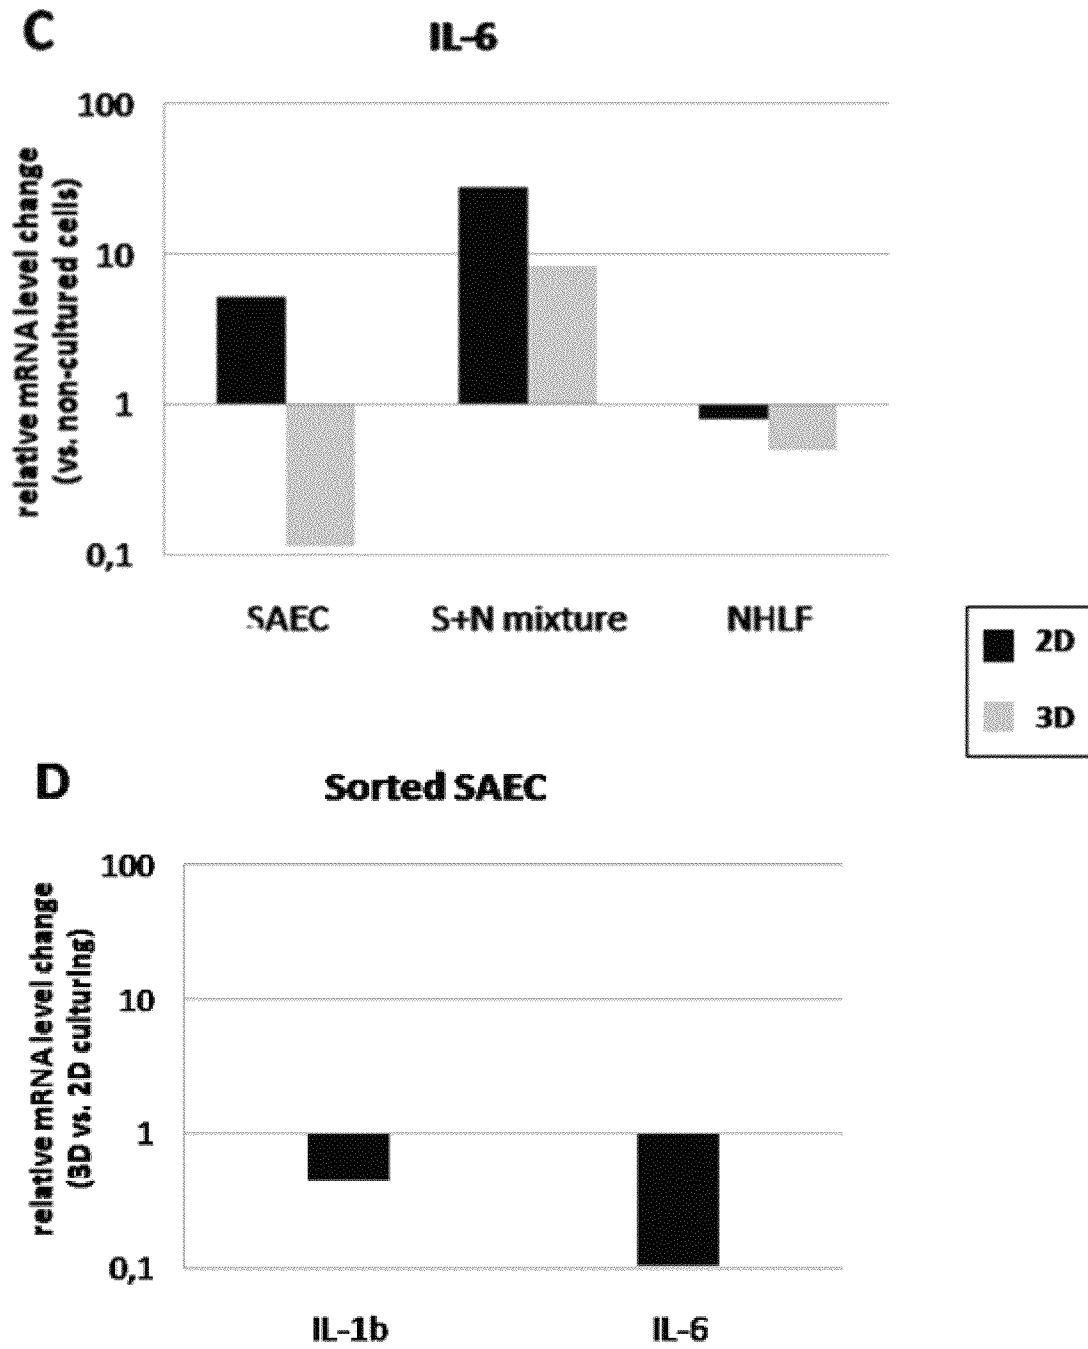 C
IL-6
relative mRNA level change
(vs. non-cultured cells)
100
10
1
0,1
SAEC
S+N mixture
NHLF
2D
3D
D
Sorted SAEC
relative mRNA level change
(3D vs. 2D culturing)
100
10
1
0,1
IL-1b
IL-6